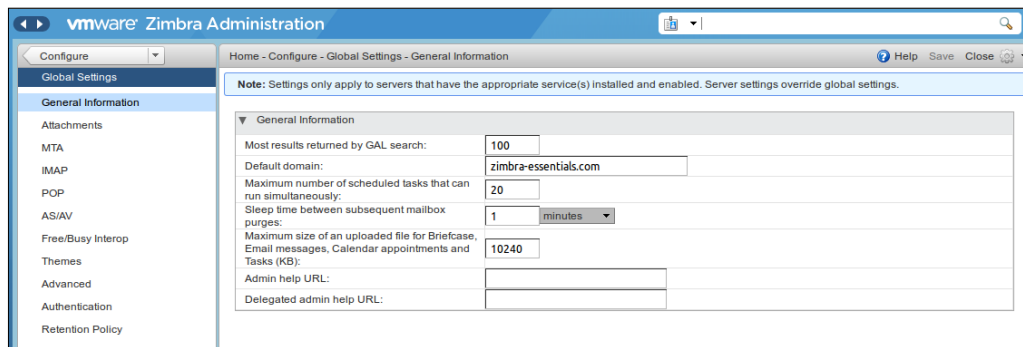 vmware Zimbra Administration
Configure
Home - Configure - Global Settings - General Information
Help Save Close
Global Settings
Note: Settings only apply to servers that have the appropriate service(s) installed and enabled. Server settings override global settings.
General Information
Attachments
MTA
IMAP
POP
AS/AV
Free/Busy Interop
Themes
Advanced
Authentication
Retention Policy
General Information
Most results returned by GAL search: 100
Default domain: zimbra-essentials.com
Maximum number of scheduled tasks that can
run simultaneously: 20
Sleep time between subsequent mailbox
purges: 1 minutes
Maximum size of an uploaded file for Briefcase,
Email messages, Calendar appointments and
Tasks (KB): 10240
Admin help URL:
Delegated admin help URL: